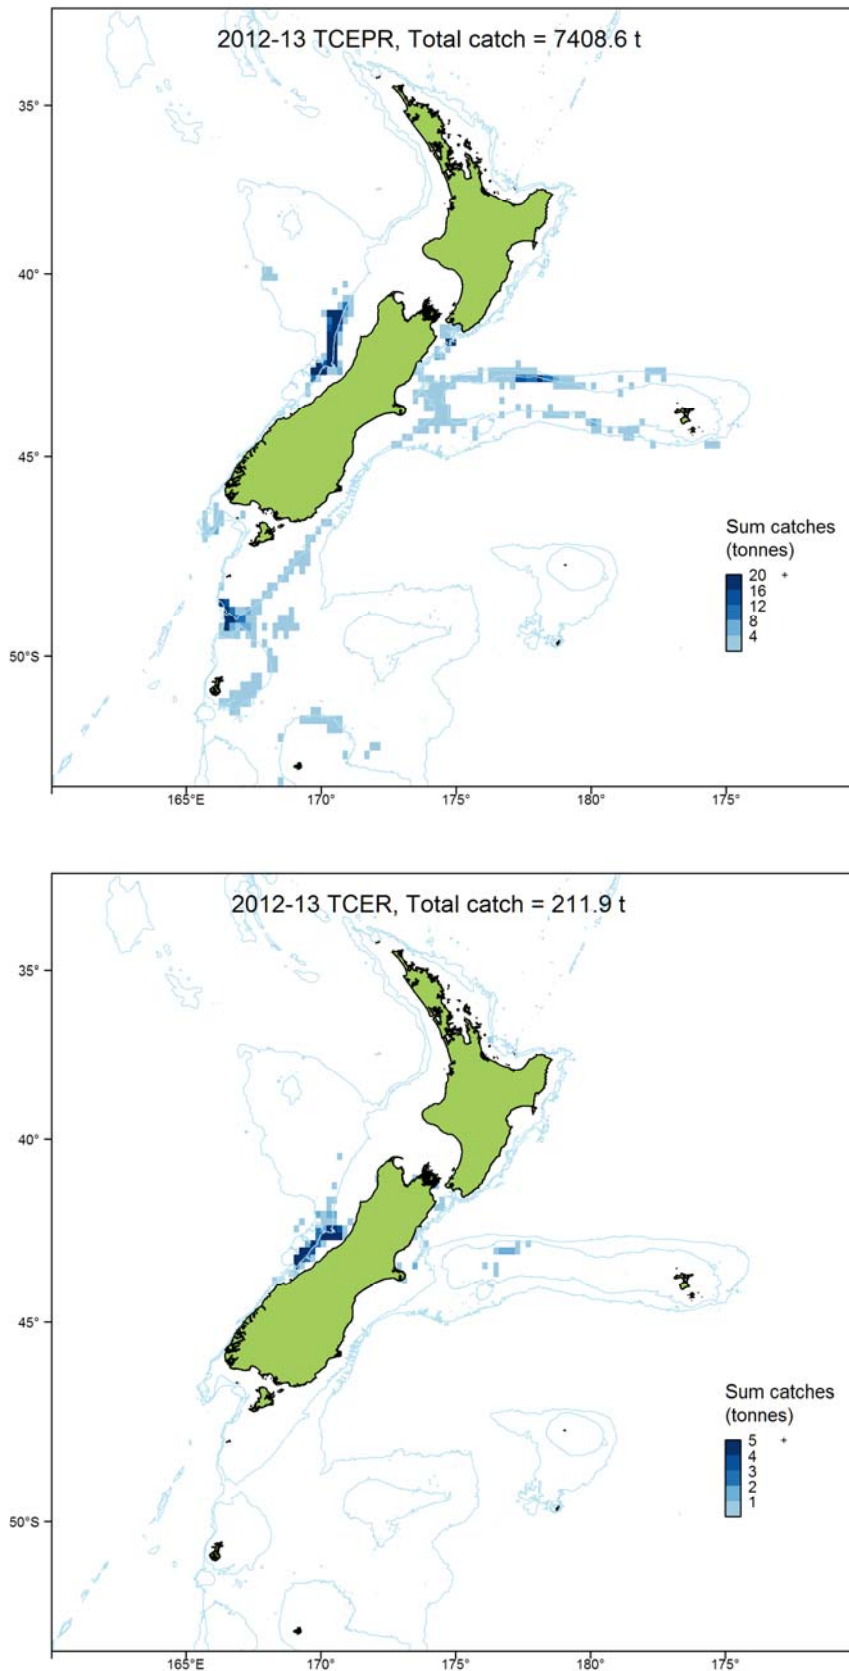 2012-13 TCEPR, Total catch = 7408.6 t
35°
40°
45°
50°S
Sum catches
(tonnes)
20 +
16
12
8
4
165°E
170°
175°
180°
175°
2012-13 TCER, Total catch = 211.9 t
35°
40°
45°
50°S
Sum catches
(tonnes)
5 +
4
3
2
1
165°E
170°
175°
180°
175°